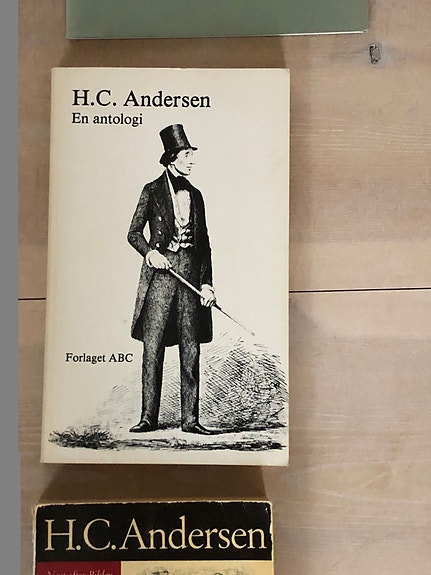 H.C. Andersen
En antologi
Forlaget ABC
H.C. Andersen